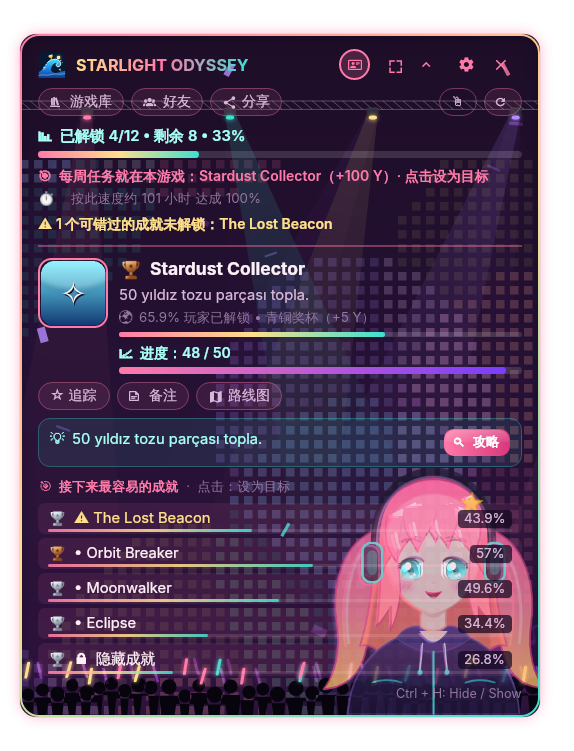 STARLIGHT ODYSSEY
游戏库 好友 分享
已解锁 4/12 • 剩余 8 • 33%
每周任务就在本游戏：Stardust Collector（+100 Y）· 点击设为目标
按此速度约 101 小时 达成 100%
1 个可错过的成就未解锁：The Lost Beacon
Stardust Collector
50 yıldız tozu parçası topla.
65.9% 玩家已解锁 • 青铜奖杯（+5 Y）
进度：48 / 50
追踪 备注 路线图
50 yıldız tozu parçası topla. 攻略
接下来最容易的成就 · 点击：设为目标
The Lost Beacon 43.9%
• Orbit Breaker 57%
• Moonwalker 49.6%
• Eclipse 34.4%
隐藏成就 26.8%
Ctrl + H: Hide / Show